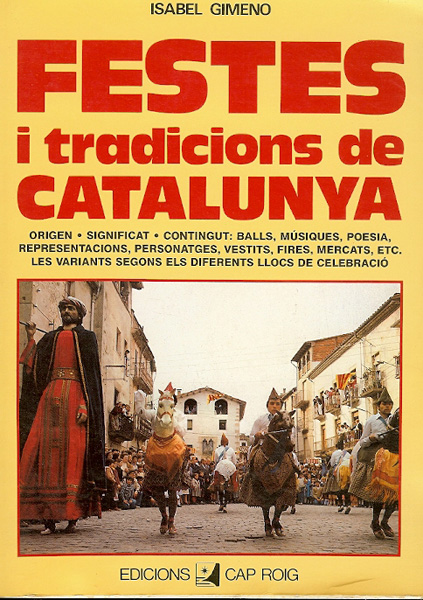 ISABEL GIMENO
FESTES
i tradicions de
CATALUNYA
ORIGEN • SIGNIFICAT • CONTINGUT: BALLS, MÚSIQUES, POESIA,
REPRESENTACIONS, PERSONATGES, VESTITS, FIRES, MERCATS, ETC.
LES VARIANTS SEGONS ELS DIFERENTS LLOCS DE CELEBRACIÓ
EDICIONS CAP ROIG